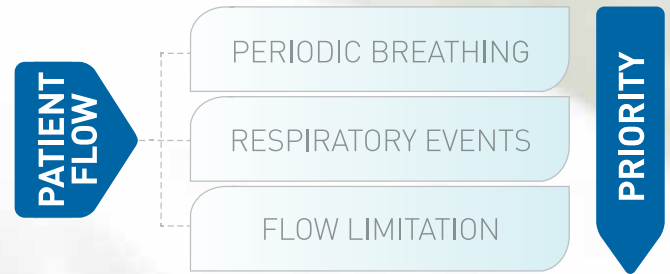 PATIENT
FLOW
PERIODIC BREATHING
RESPIRATORY EVENTS
FLOW LIMITATION
PRIORITY